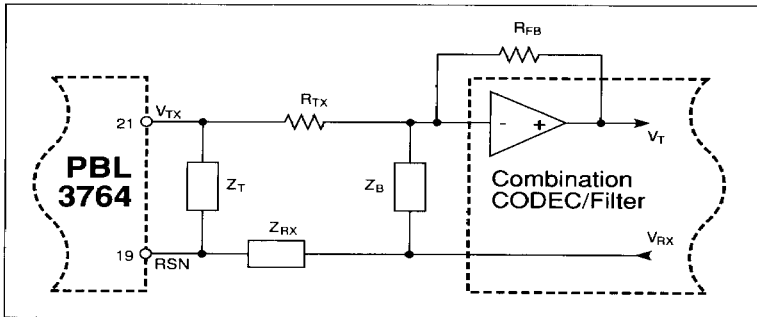 R_FB
R_TX
21
V_TX
PBL
3764
Z_T
Z_B
- +
V_T
Combination
CODEC/Filter
Z_RX
V_RX
19
RSN